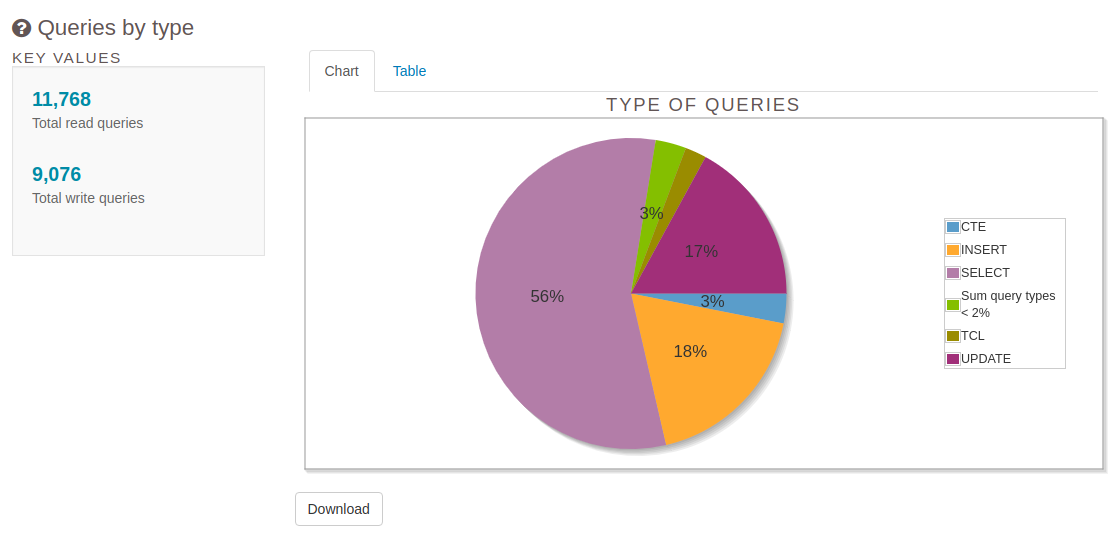 Queries by type
KEY VALUES
11,768
Total read queries
9,076
Total write queries
Chart
Table
TYPE OF QUERIES
3%
17%
56%
3%
18%
CTE
INSERT
SELECT
Sum query types
< 2%
TCL
UPDATE
Download